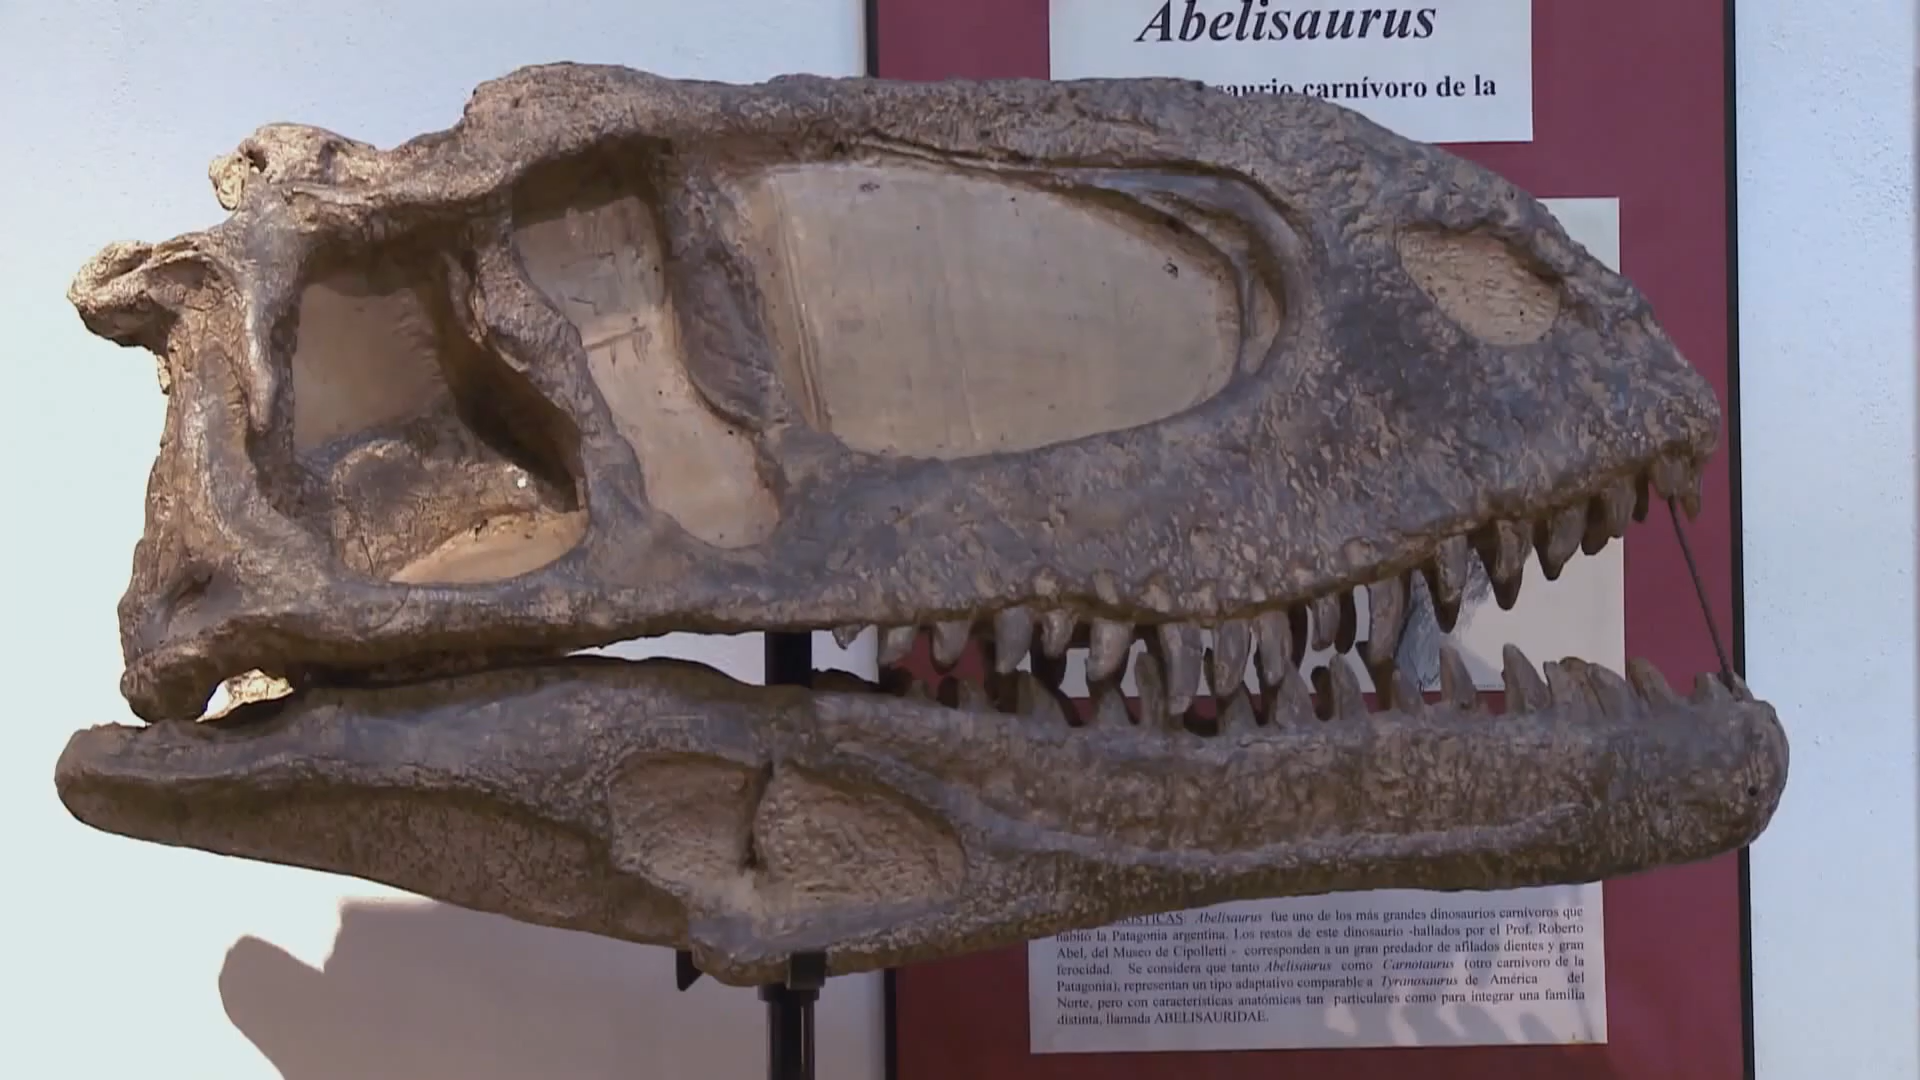 Abelisaurus
saurio carnívoro de la
RISTICAS: Abelisaurus fue uno de los más grandes dinosaurios carnívoros que
habitó la Patagonia argentina. Los restos de este dinosaurio -hallados por el Prof. Roberto
Abel, del Museo de Cipolletti - corresponden a un gran predador de afilados dientes y gran
ferocidad. Se considera que tanto Abelisaurus como Carnotaurus (otro carnívoro de la
Patagonia), representan un tipo adaptativo comparable a Tyranosaurus de América del
Norte, pero con características anatómicas tan particulares como para integrar una familia
distinta, llamada ABELISAURIDAE.